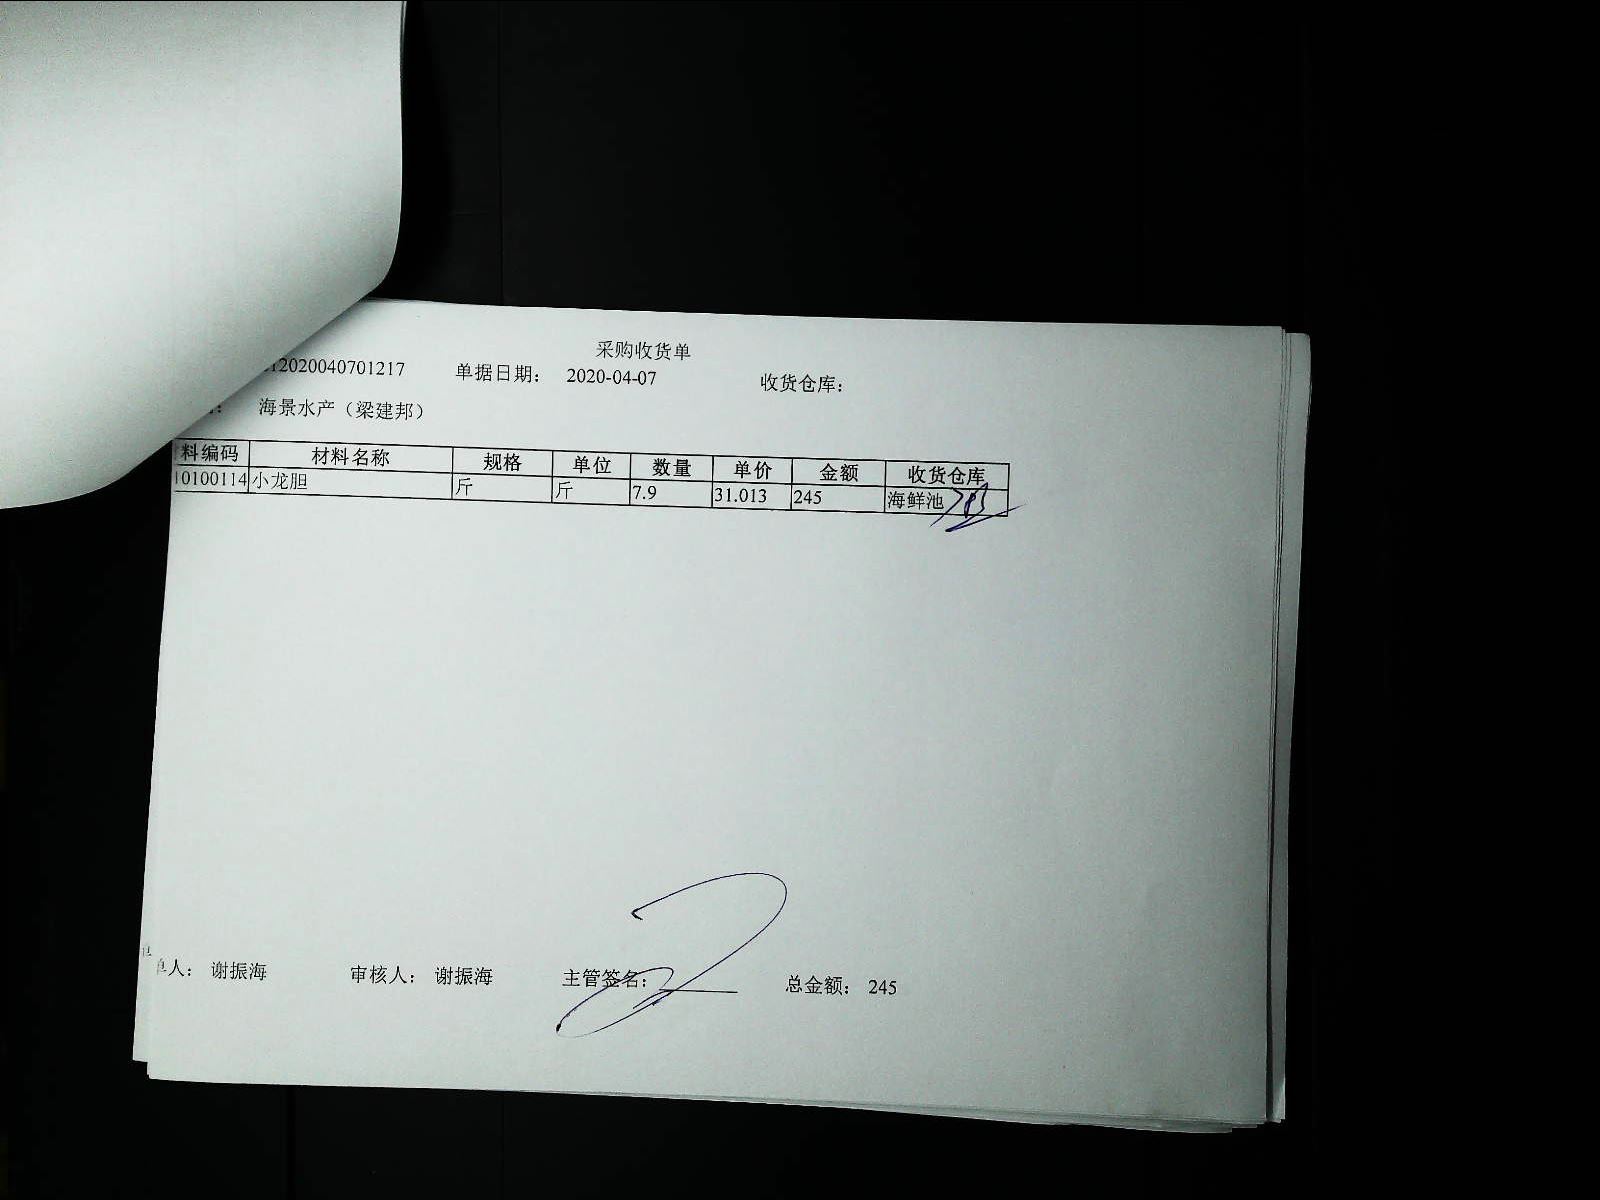 采购收货单
12020040701217 单据日期： 2020-04-07 收货仓库：
海景水产（梁建邦）
料编码 材料名称 规格 单位 数量 单价 金额 收货仓库
10100114 小龙胆 斤 斤 7.9 31.013 245 海鲜池
单人： 谢振海 审核人： 谢振海 主管签名： 总金额： 245